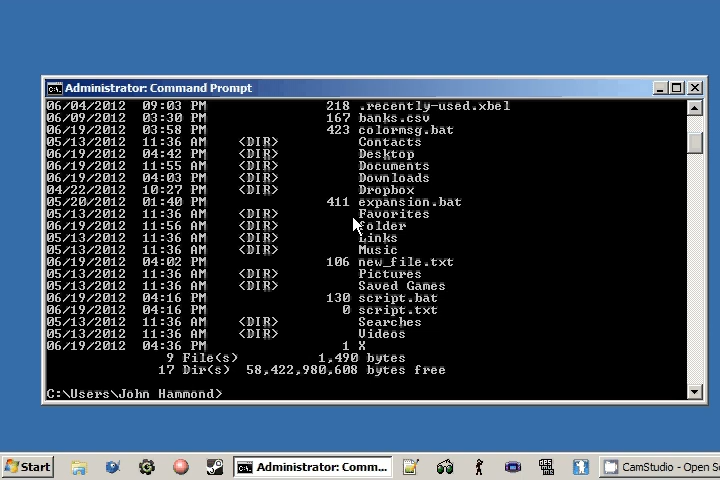 Administrator: Command Prompt
06/04/2012  09:03 PM               218 .recently-used.xbel
06/09/2012  03:30 PM               167 banks.csv
06/19/2012  03:58 PM               423 colormsg.bat
05/13/2012  11:36 AM    <DIR>          Contacts
06/19/2012  04:42 PM    <DIR>          Desktop
06/19/2012  11:55 AM    <DIR>          Documents
06/19/2012  04:03 PM    <DIR>          Downloads
04/22/2012  10:27 PM    <DIR>          Dropbox
05/20/2012  01:40 PM               411 expansion.bat
05/13/2012  11:36 AM    <DIR>          Favorites
06/19/2012  11:56 AM    <DIR>          folder
05/13/2012  11:36 AM    <DIR>          Links
05/13/2012  11:36 AM    <DIR>          Music
06/19/2012  04:02 PM               106 new_file.txt
05/13/2012  11:36 AM    <DIR>          Pictures
05/13/2012  11:36 AM    <DIR>          Saved Games
06/19/2012  04:16 PM               130 script.bat
06/19/2012  04:16 PM                 0 script.txt
05/13/2012  11:36 AM    <DIR>          Searches
05/13/2012  11:36 AM    <DIR>          Videos
06/19/2012  04:36 PM                 1 X
9 File(s)          1,490 bytes
17 Dir(s)  58,422,980,608 bytes free
C:\Users\John Hammond>
Start
Administrator: Comm...
CamStudio - Open S